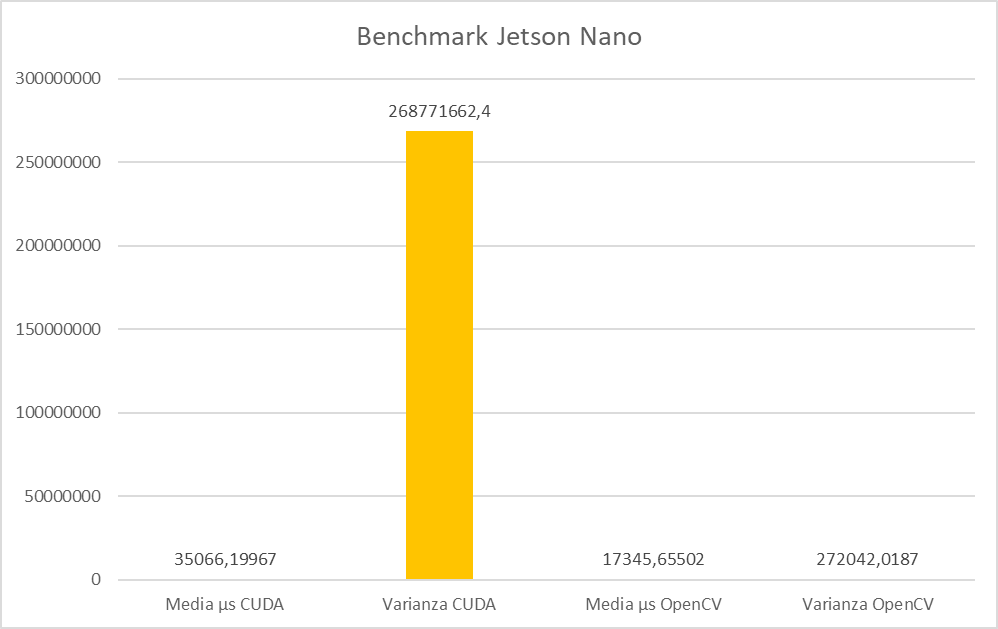 Benchmark Jetson Nano
300000000
268771662,4
250000000
200000000
150000000
100000000
50000000
35066,19967
17345,65502
272042,0187
0
Media µs CUDA
Varianza CUDA
Media µs OpenCV
Varianza OpenCV